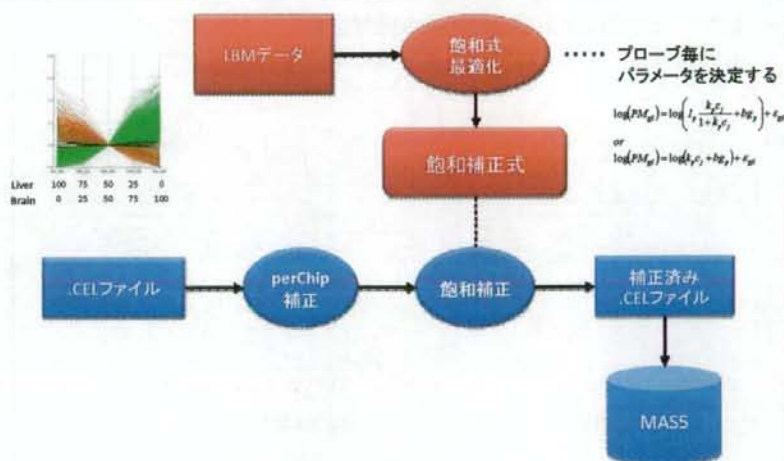 LBMデータ
飽和式
最適化
プローブ毎に
パラメータを決定する
or
飽和補正式
Liver 100 75 50 25 0
Brain 0 25 50 75 100
.CELファイル
perChip
補正
飽和補正
補正済み
.CELファイル
MAS5